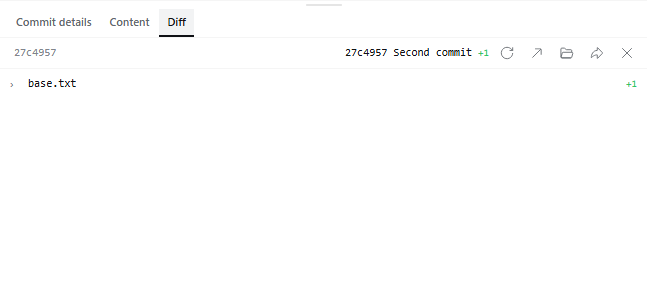 Commit details Content Diff
27c4957 27c4957 Second commit +1
base.txt +1